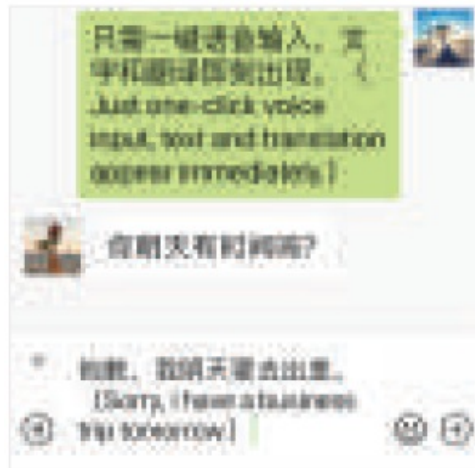 只需一键语音输入，文
字和翻译即刻出现。（
Just one-click voice
input, text and translation
appear immediately.)
你明天有时间吗?
抱歉，我明天要去出差。
(Sorry, I have a business
trip tomorrow)